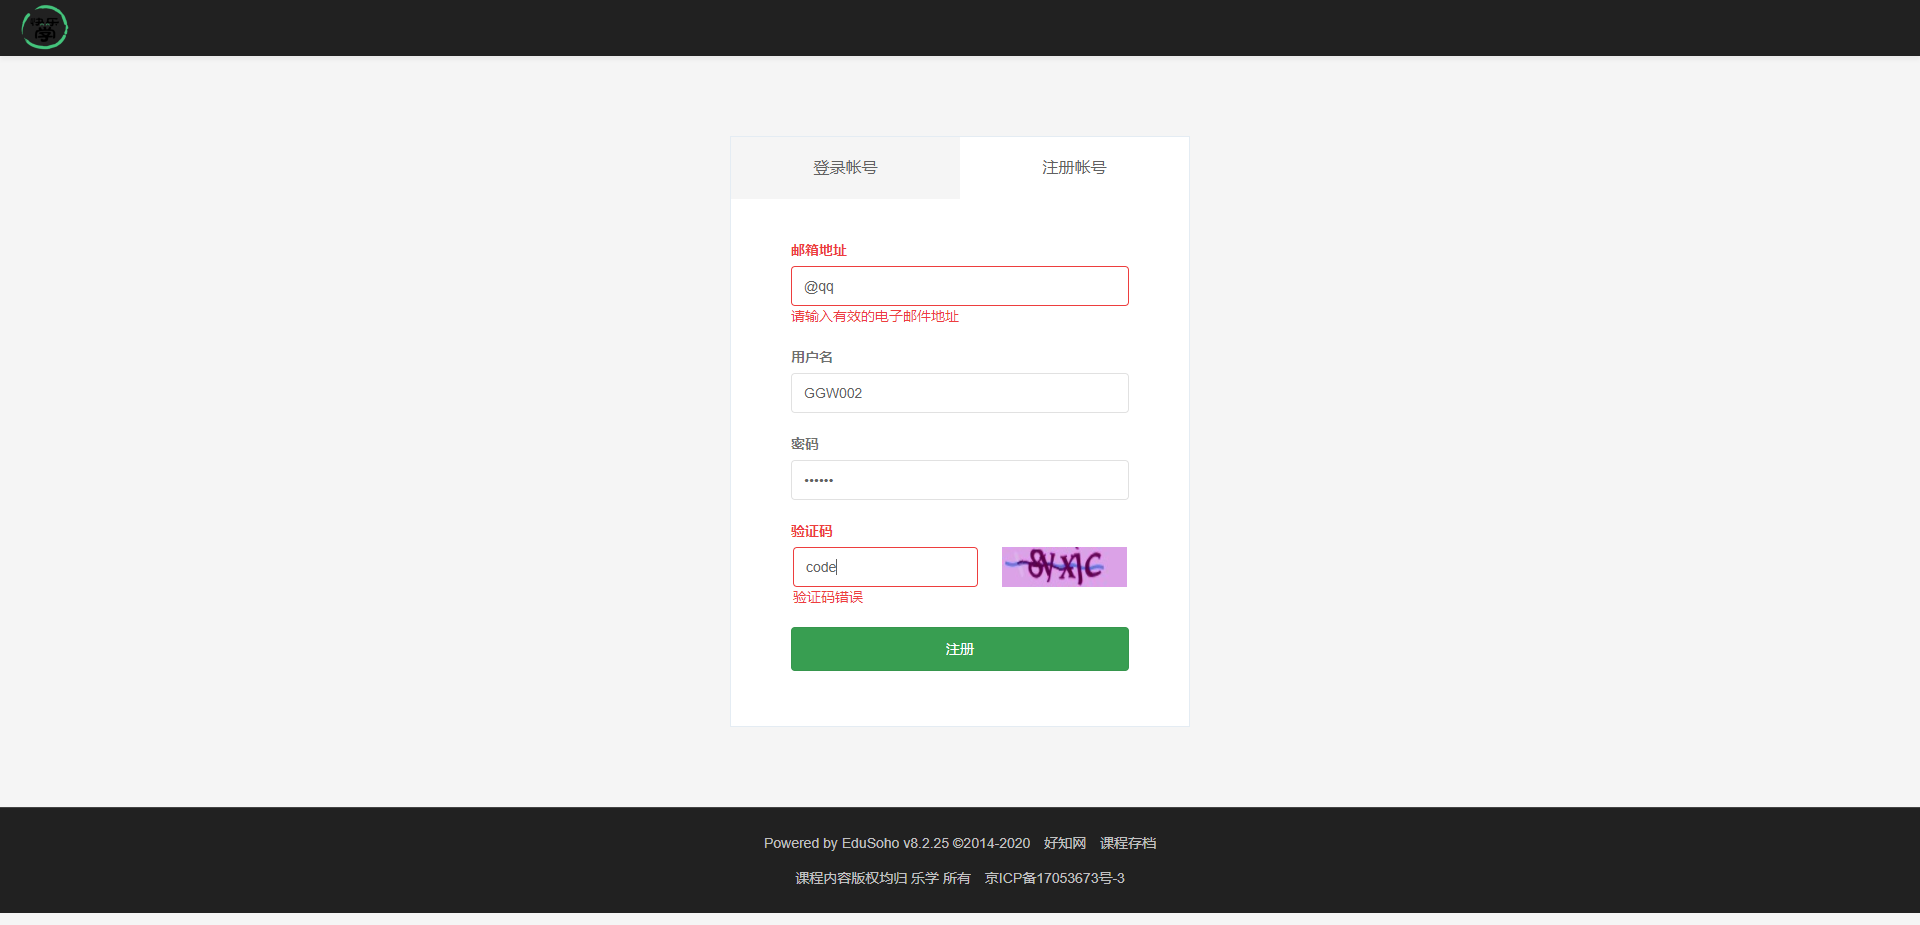 快乐
學
登录帐号 注册帐号
邮箱地址
@qq
请输入有效的电子邮件地址
用户名
GGW002
密码
••••••
验证码
code
验证码错误
注册
Powered by EduSoho v8.2.25 ©2014-2020 好知网 课程存档
课程内容版权均归 乐学 所有 京ICP备17053673号-3